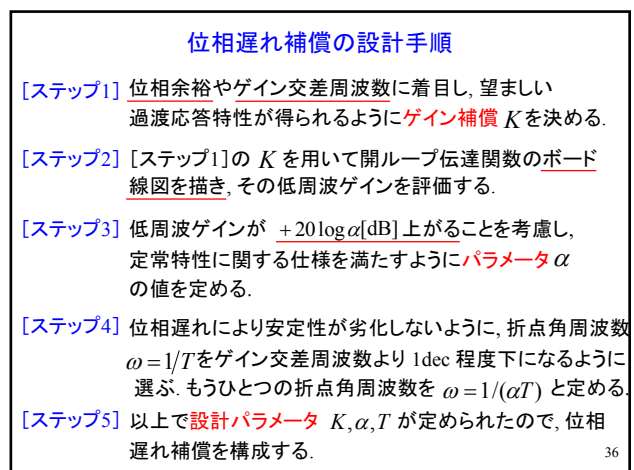 位相遅れ補償の設計手順
[ステップ1] 位相余裕やゲイン交差周波数に着目し, 望ましい
過渡応答特性が得られるようにゲイン補償 K を決める.
[ステップ2] [ステップ1]の K を用いて開ループ伝達関数のボード
線図を描き, その低周波ゲインを評価する.
[ステップ3] 低周波ゲインが +20log α[dB] 上がることを考慮し,
定常特性に関する仕様を満たすようにパラメータ α
の値を定める.
[ステップ4] 位相遅れにより安定性が劣化しないように, 折点角周波数
ω = 1/T をゲイン交差周波数より 1dec 程度下になるように
選ぶ. もうひとつの折点角周波数を ω = 1/(αT) と定める.
[ステップ5] 以上で設計パラメータ K, α, T が定められたので, 位相
遅れ補償を構成する.
36